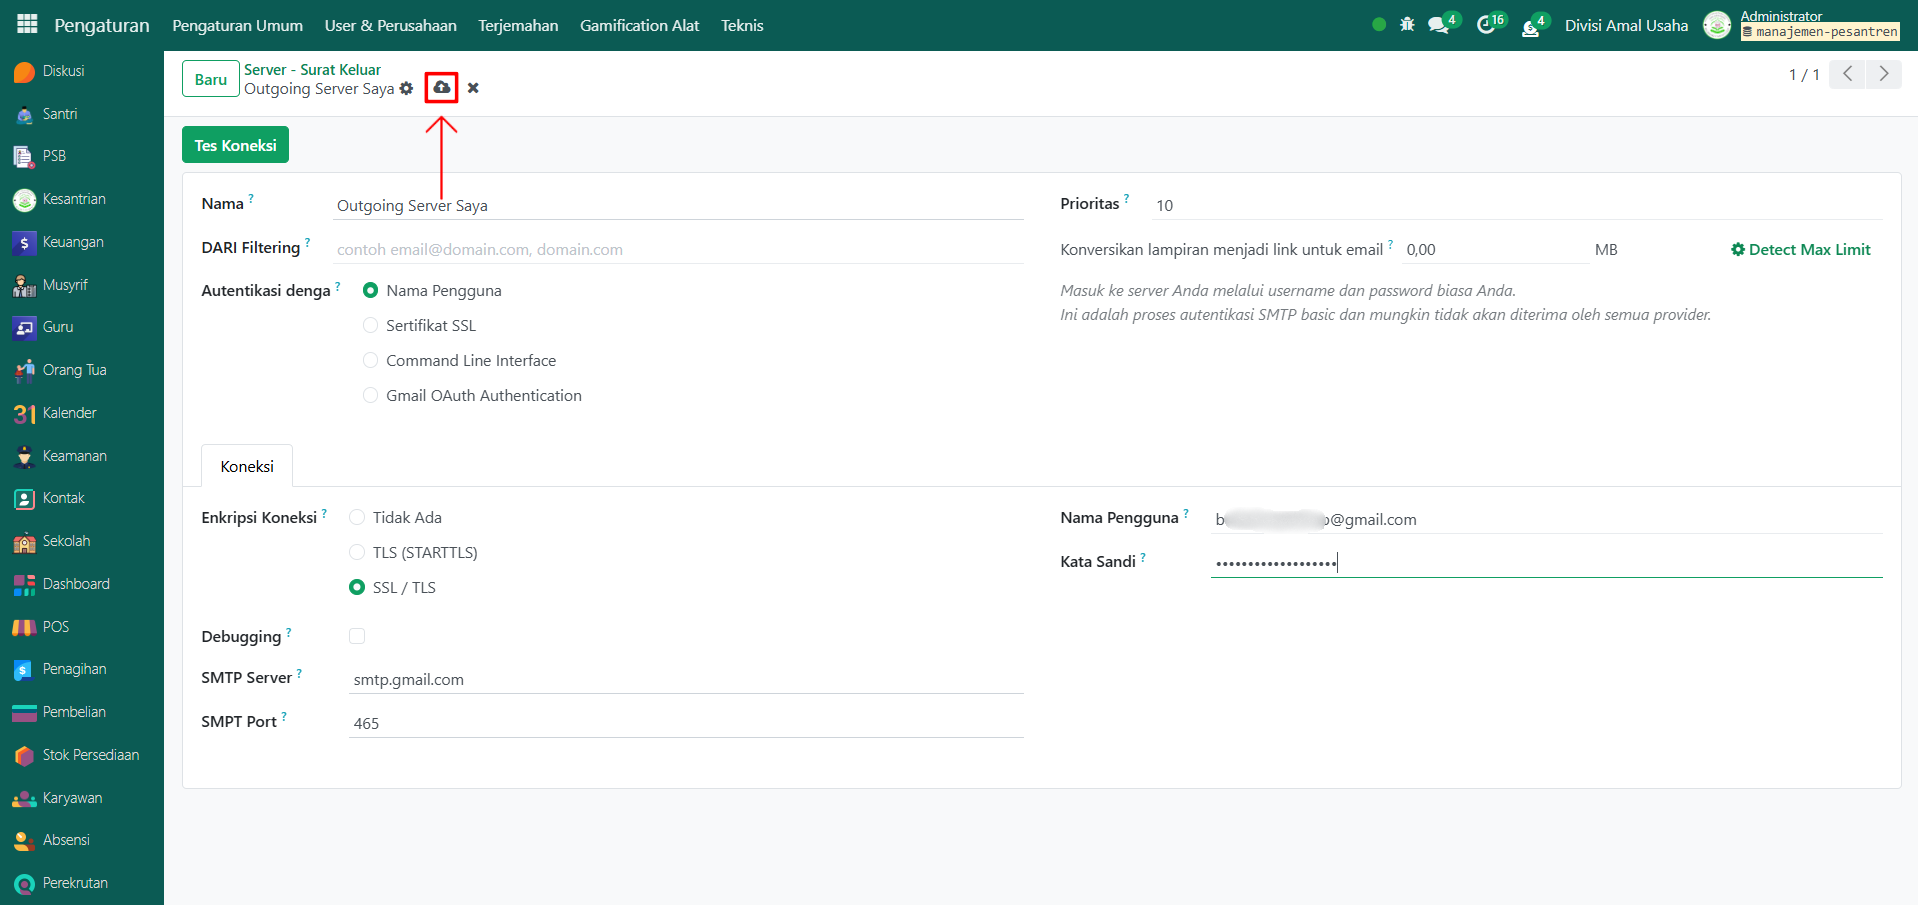 Pengaturan
Pengaturan Umum
User & Perusahaan
Terjemahan
Gamification Alat
Teknis
4
16
4
Divisi Amal Usaha
Administrator
manajemen-pesantren
Diskusi
Santri
PSB
Kesantrian
Keuangan
Musyrif
Guru
Orang Tua
31
Kalender
Keamanan
Kontak
Sekolah
Dashboard
POS
Penagihan
Pembelian
Stok Persediaan
Karyawan
Absensi
Perekrutan
Baru
Server - Surat Keluar
Outgoing Server Saya
1 / 1
Tes Koneksi
Nama ?
Outgoing Server Saya
DARI Filtering ?
contoh email@domain.com, domain.com
Autentikasi denga ?
Nama Pengguna
Sertifikat SSL
Command Line Interface
Gmail OAuth Authentication
Prioritas ?
10
Konversikan lampiran menjadi link untuk email ?
0,00
MB
Detect Max Limit
Masuk ke server Anda melalui username dan password biasa Anda.
Ini adalah proses autentikasi SMTP basic dan mungkin tidak akan diterima oleh semua provider.
Koneksi
Enkripsi Koneksi ?
Tidak Ada
TLS (STARTTLS)
SSL / TLS
Debugging ?
SMTP Server ?
smtp.gmail.com
SMPT Port ?
465
Nama Pengguna ?
@gmail.com
Kata Sandi ?